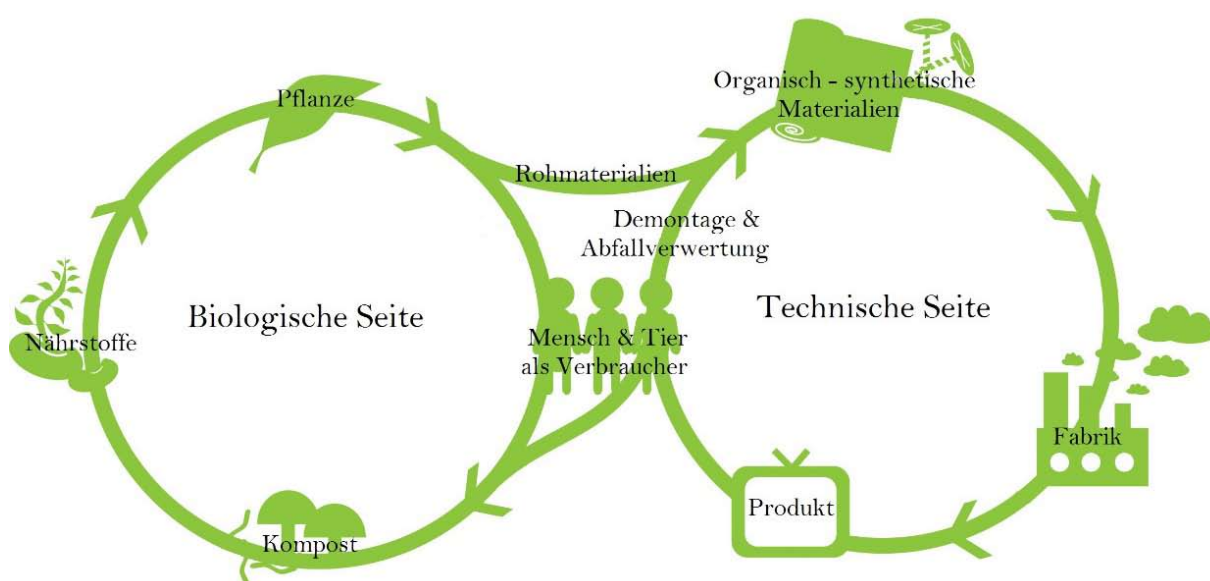 Pflanze
Organisch - synthetische
Materialien
Rohmaterialien
Demontage &
Abfallverwertung
Biologische Seite
Technische Seite
Nährstoffe
Mensch & Tier
als Verbraucher
Fabrik
Produkt
Kompost